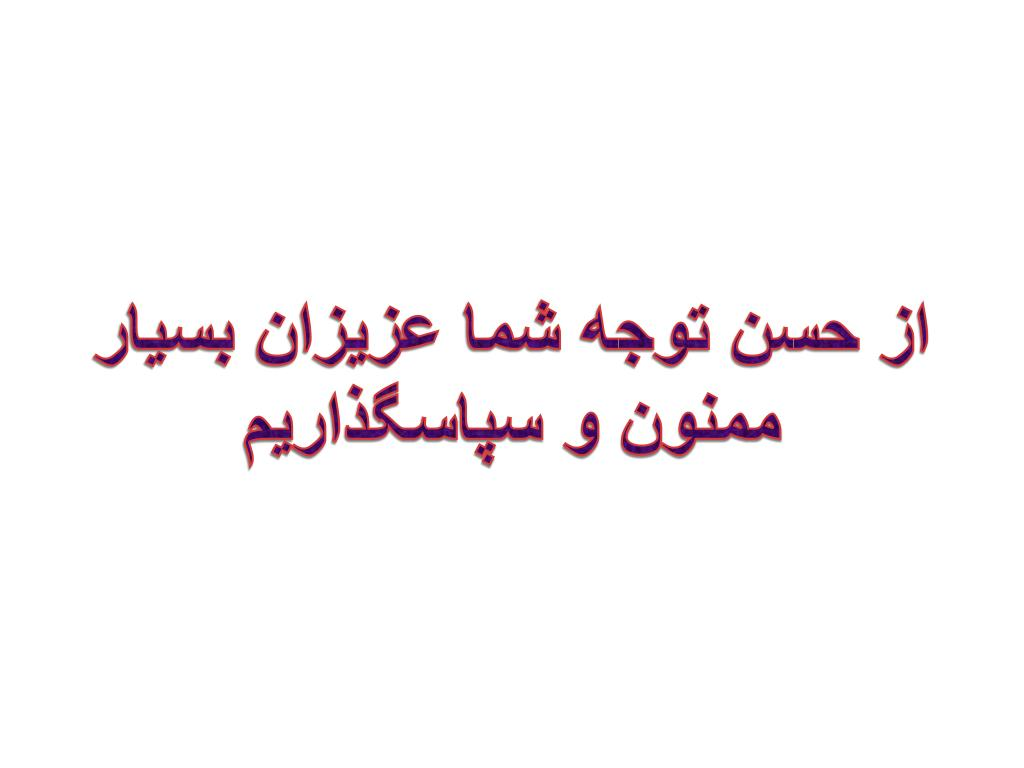 از حسن توجه شما عزیزان بسیار
ممنون و سپاسگذاریم